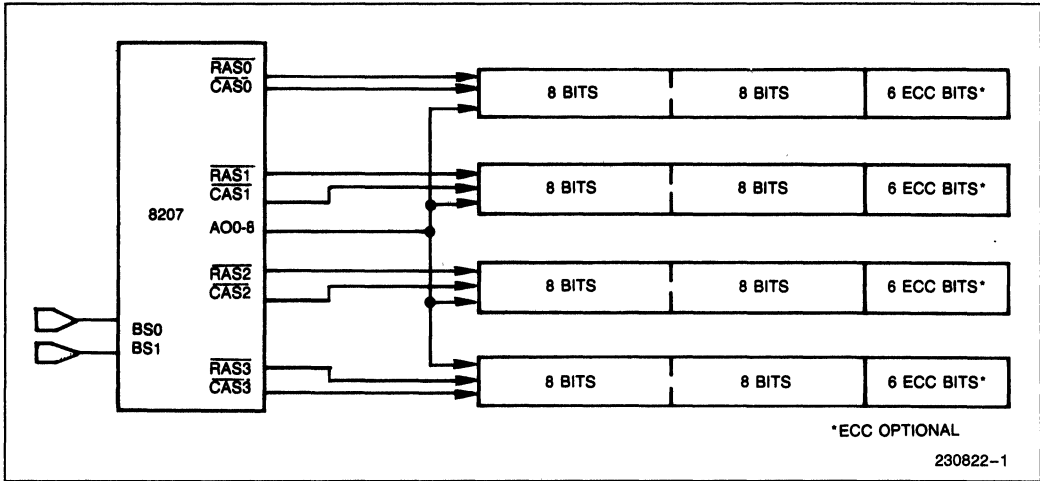 RAS0
CAS0
8 BITS
8 BITS
6 ECC BITS*
RAS1
CAS1
8 BITS
8 BITS
6 ECC BITS*
8207
AO0-8
RAS2
CAS2
8 BITS
8 BITS
6 ECC BITS*
BS0
BS1
RAS3
CAS3
8 BITS
8 BITS
6 ECC BITS*
*ECC OPTIONAL
230822-1